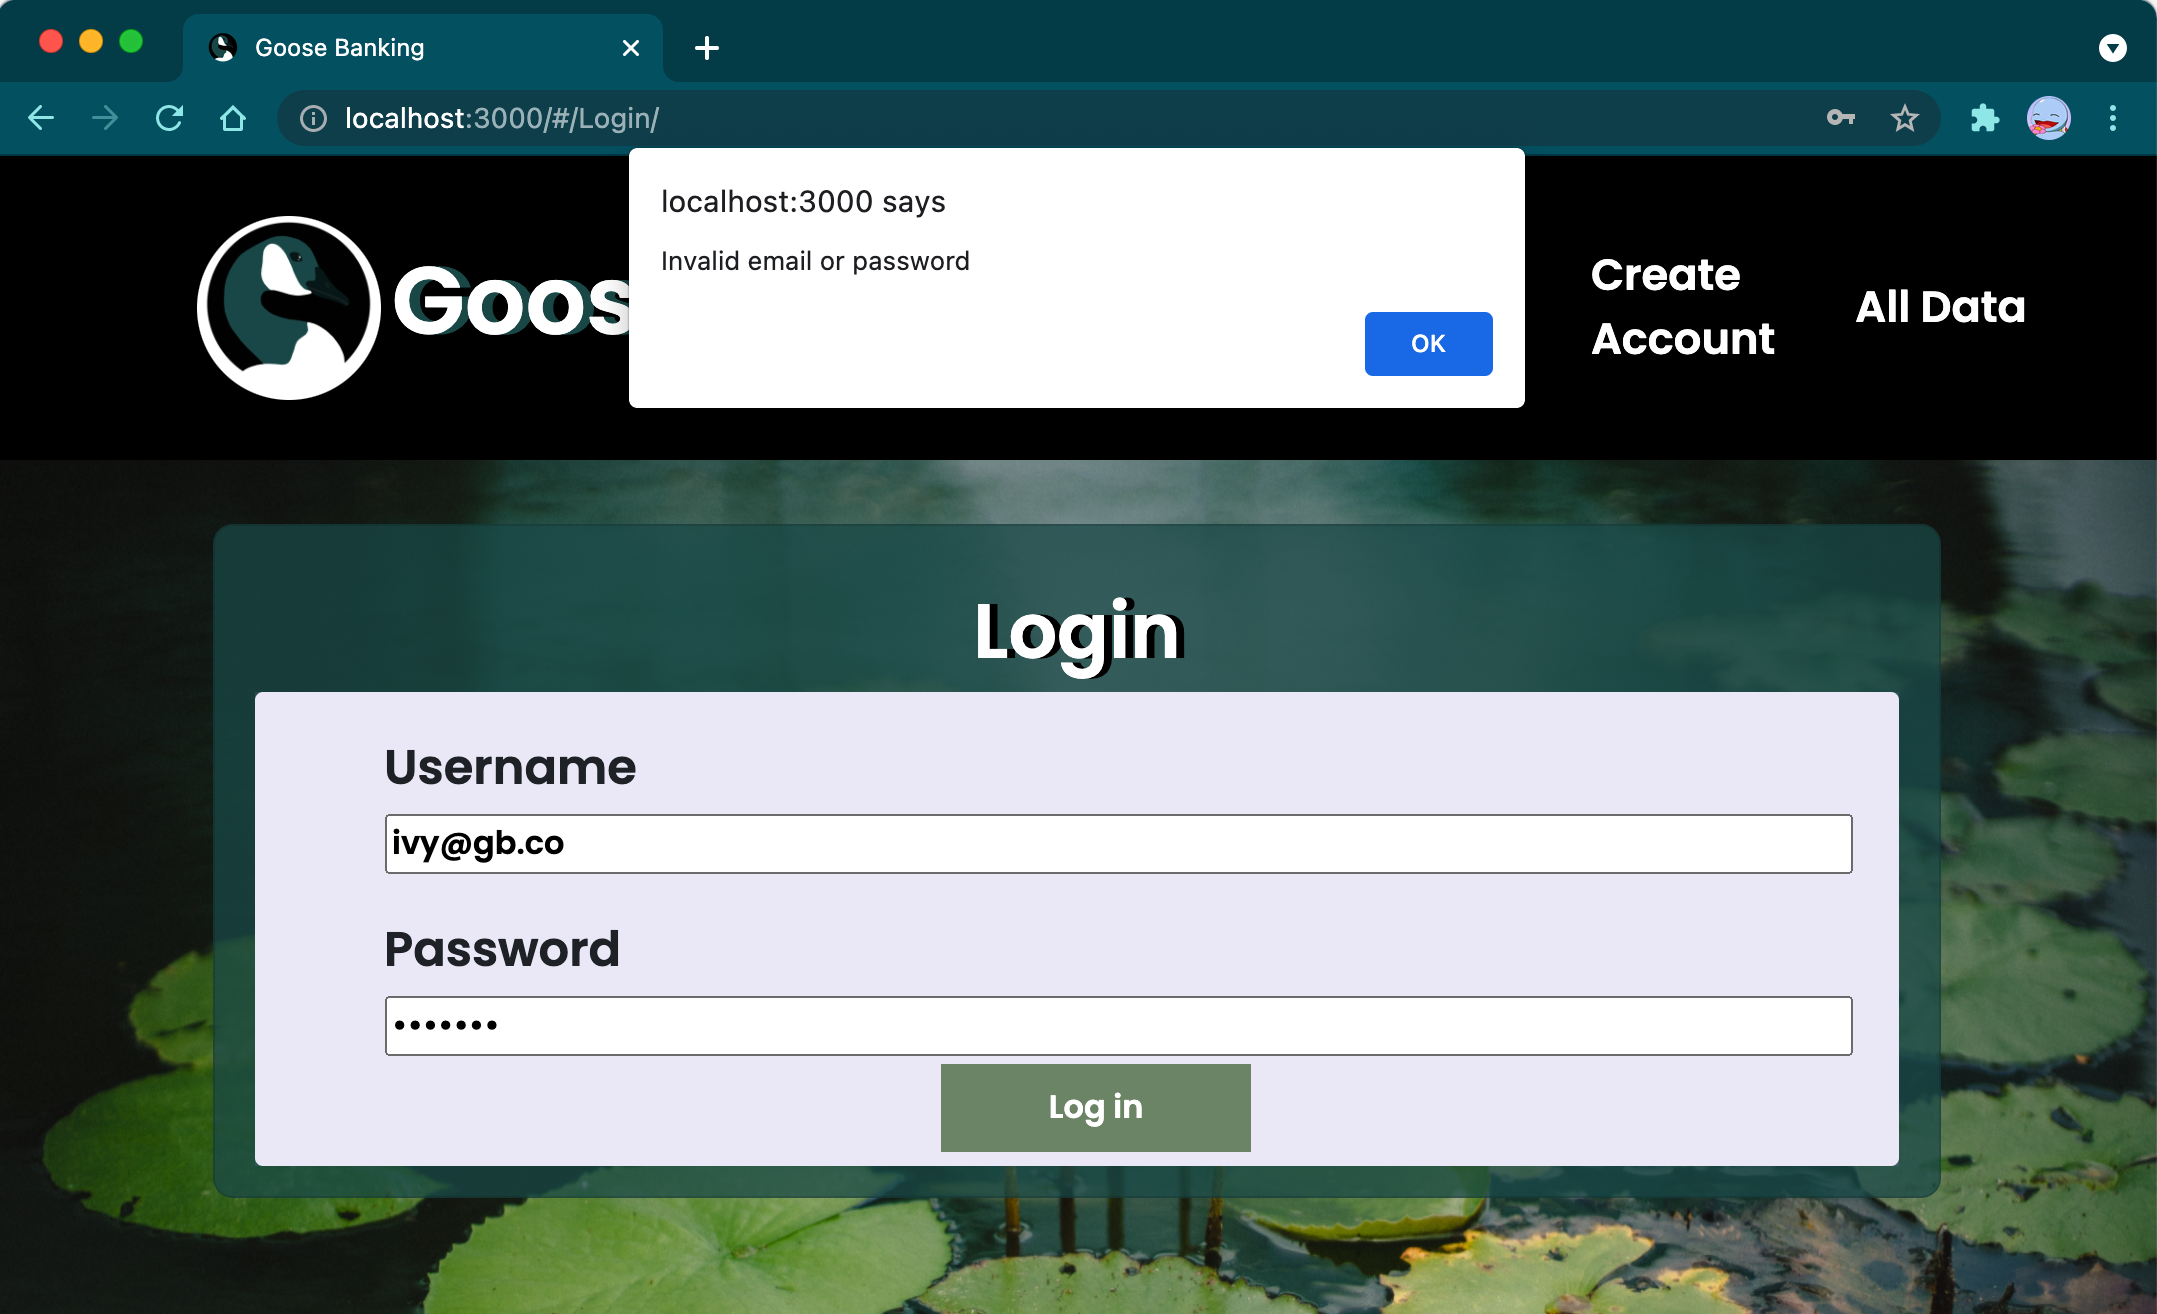 Goose Banking
localhost:3000/#/Login/
localhost:3000 says
Invalid email or password
OK
Goos
Create
Account
All Data
Login
Username
ivy@gb.co
Password
•••••••
Log in